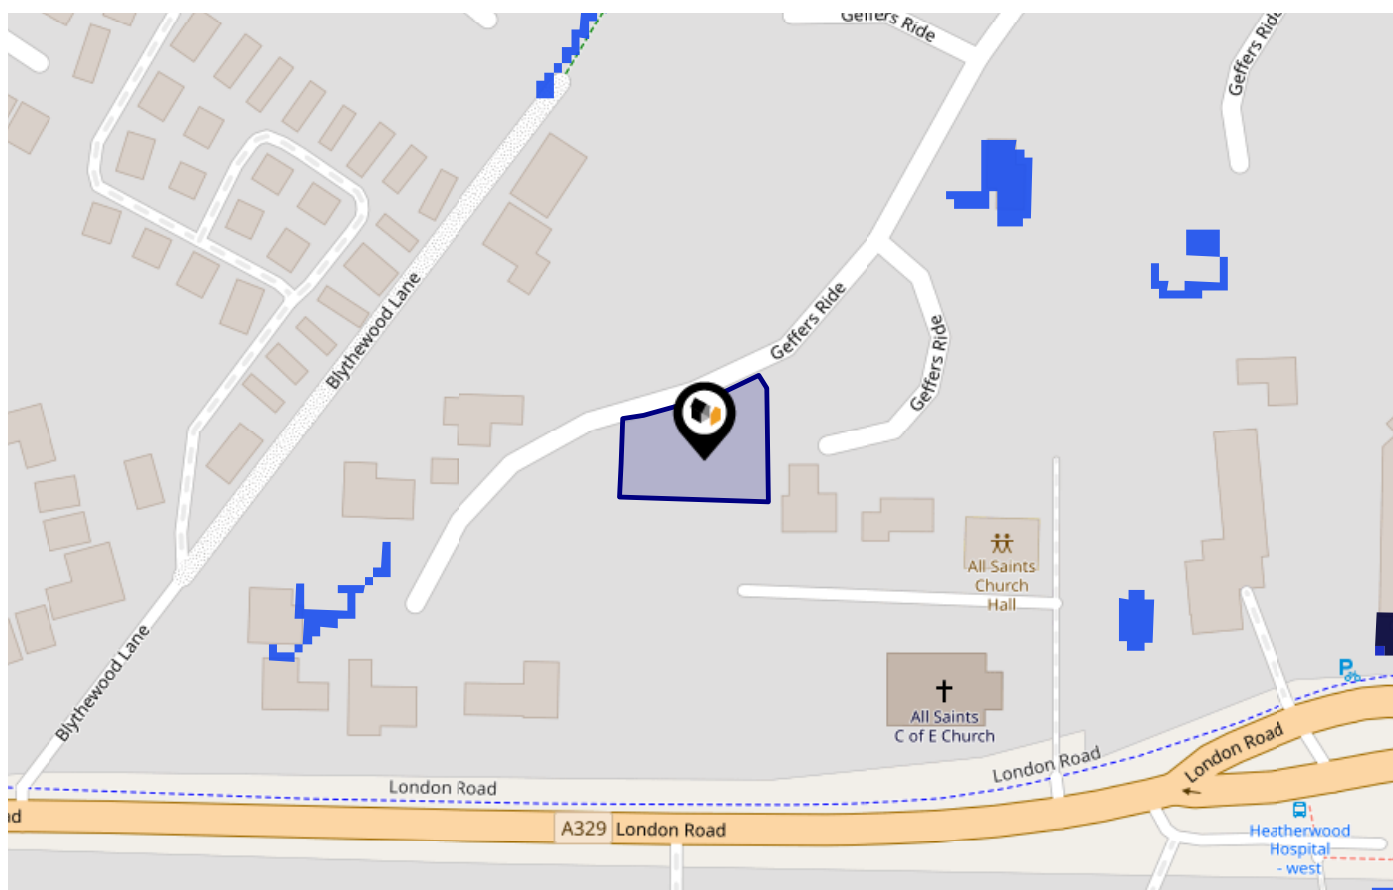 Geffers Ride
Geffers Ride
Blythewood Lane
Geffers Ride
Geffers Ride
All Saints
Church
Hall
Blythewood Lane
P
All Saints
C of E Church
London Road
London Road
London Road
nd
A329
London Road
Heatherwood
Hospital
- west